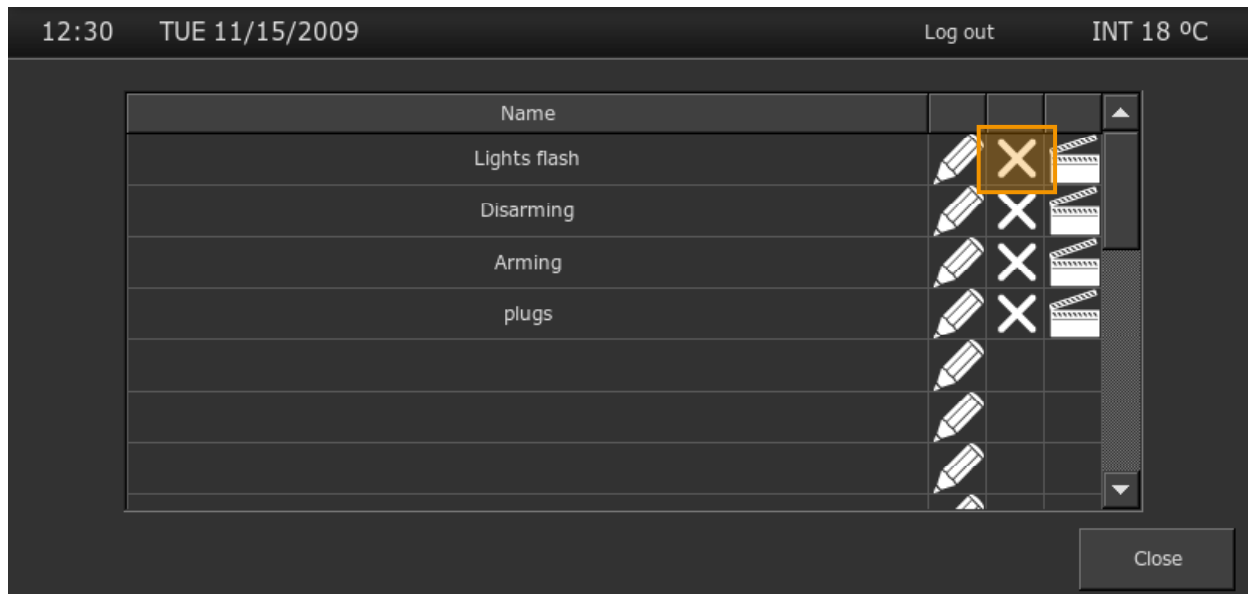 12:30 TUE 11/15/2009 Log out INT 18 ºC
Name
Lights flash
Disarming
Arming
plugs
Close